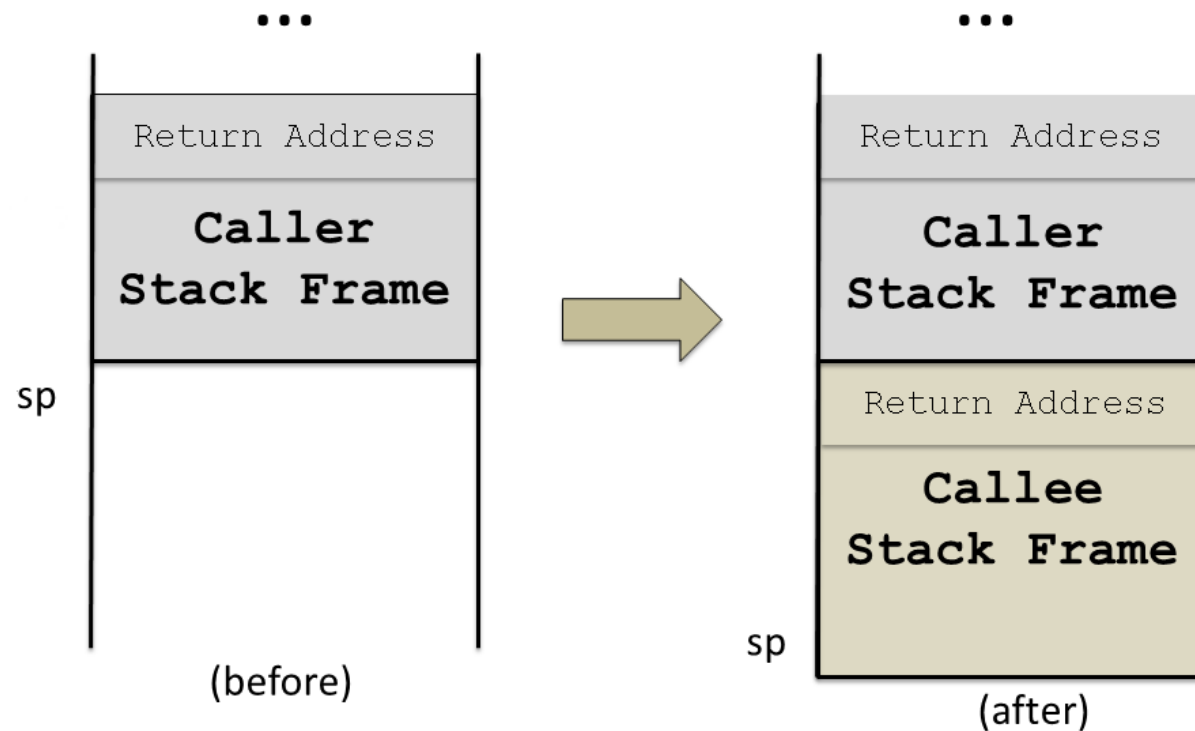 ...
Return Address
Caller
Stack Frame
sp
(before)
...
Return Address
Caller
Stack Frame
Return Address
Callee
Stack Frame
sp
(after)